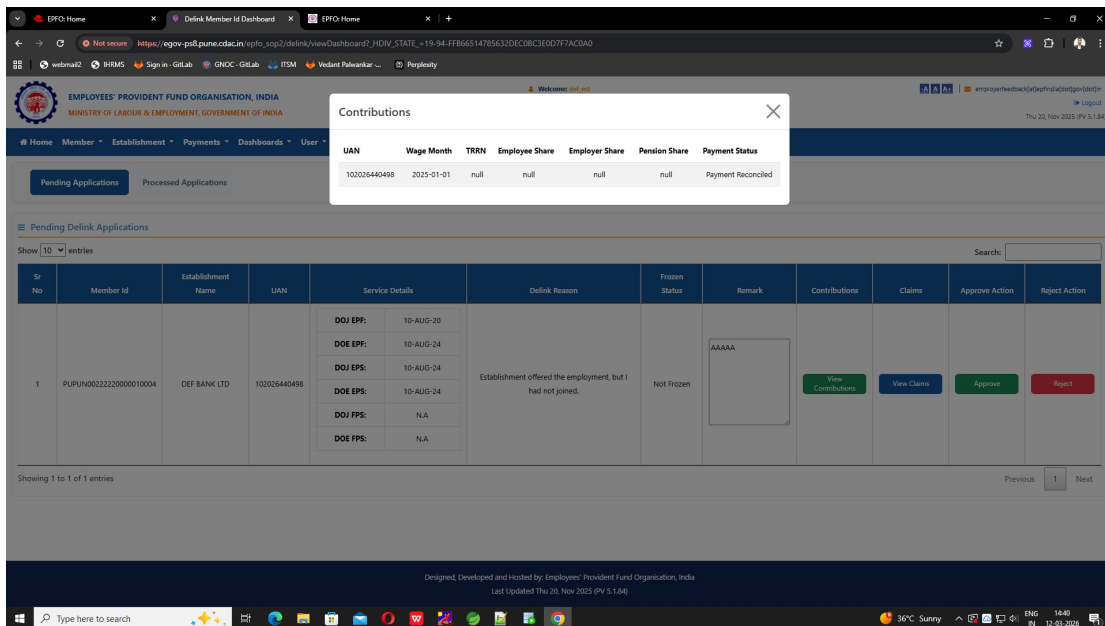 EPFO: Home
Delink Member Id Dashboard
EPFO: Home
Not secure https://egov-ps8.pune.cdac.in/epfo_sop2/delink/viewDashboard?_HDIV_STATE_=19-94-FFB66514785632DEC0BC3E0D7F7AC0A0
webmail2 IHRMS Sign in · GitLab GNOC · GitLab ITSM Vedant Palwankar -... Perplexity
EMPLOYEES' PROVIDENT FUND ORGANISATION, INDIA
MINISTRY OF LABOUR & EMPLOYMENT, GOVERNMENT OF INDIA
Welcome: def_est
A A A+ employerfeedback[at]epfindia[dot]gov[dot]in
Logout
Thu 20, Nov 2025 (PV 5.1.84
Home Member Establishment Payments Dashboards User
Contributions
UAN Wage Month TRRN Employee Share Employer Share Pension Share Payment Status
102026440498 2025-01-01 null null null null Payment Reconciled
Pending Applications Processed Applications
Pending Delink Applications
Show 10 entries
Search:
Sr No Member Id Establishment Name UAN Service Details Delink Reason Frozen Status Remark Contributions Claims Approve Action Reject Action
1 PUPUN00222220000010004 DEF BANK LTD 102026440498
DOJ EPF: 10-AUG-20
DOE EPF: 10-AUG-24
DOJ EPS: 10-AUG-24
DOE EPS: 10-AUG-24
DOJ FPS: N.A
DOE FPS: N.A
Establishment offered the employment, but I
had not joined.
Not Frozen
AAAAA
View
Contributions
View Claims
Approve
Reject
Showing 1 to 1 of 1 entries
Previous 1 Next
Designed, Developed and Hosted by: Employees' Provident Fund Organisation, India
Last Updated Thu 20, Nov 2025 (PV 5.1.84)
Type here to search
36°C Sunny
ENG
IN
14:40
12-03-2026